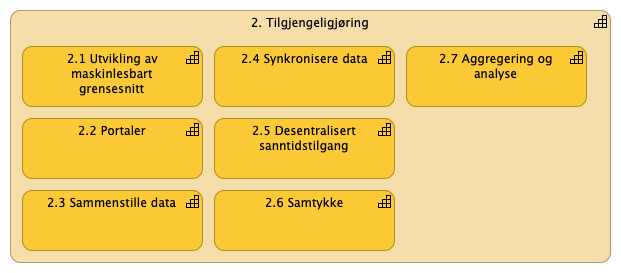 2. Tilgjengeligjøring
2.1 Utvikling av
maskinlesbart
grensesnitt
2.4 Synkronisere data
2.7 Aggregering og
analyse
2.2 Portaler
2.5 Desentralisert
sanntidstilgang
2.3 Sammenstille data
2.6 Samtykke